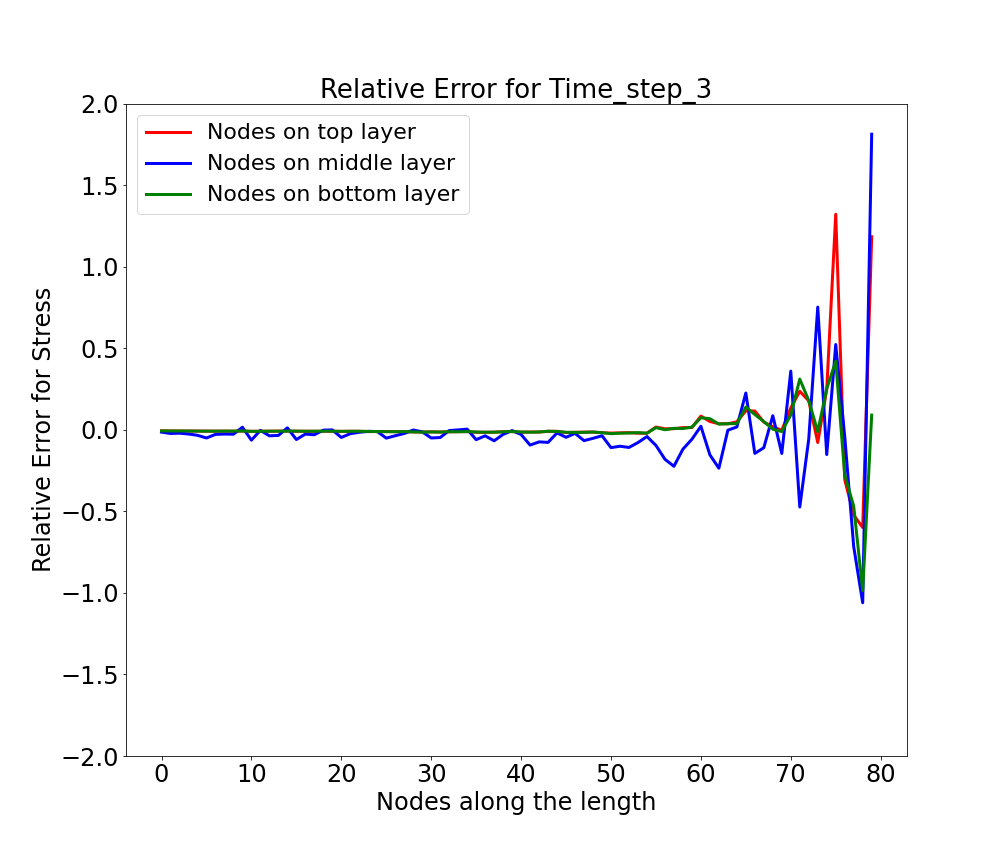 Relative Error for Time_step_3
2.0
1.5
1.0
0.5
0.0
−0.5
−1.0
−1.5
−2.0
Relative Error for Stress
Nodes on top layer
Nodes on middle layer
Nodes on bottom layer
0 10 20 30 40 50 60 70 80
Nodes along the length